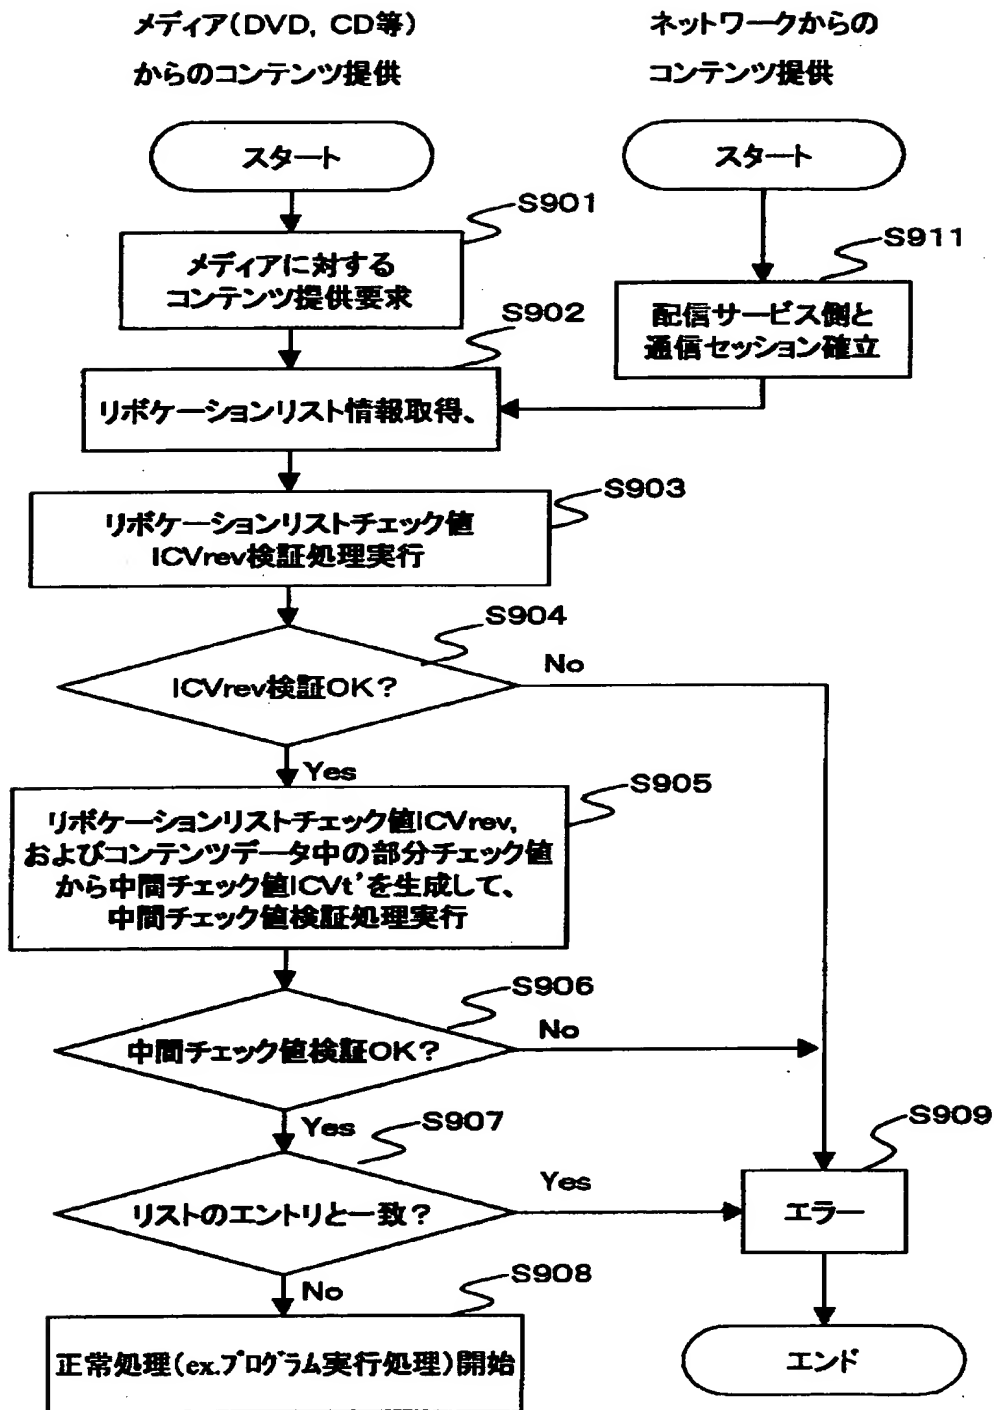 メディア(DVD, CD等)
からのコンテンツ提供
ネットワークからの
コンテンツ提供
スタート
スタート
S901
メディアに対する
コンテンツ提供要求
S911
配信サービス側と
通信セッション確立
S902
リボケーションリスト情報取得、
S903
リボケーションリストチェック値
ICVrev検証処理実行
S904
ICVrev検証OK?
No
Yes
S905
リボケーションリストチェック値ICVrev,
およびコンテンツデータ中の部分チェック値
から中間チェック値ICVt'を生成して、
中間チェック値検証処理実行
S906
中間チェック値検証OK?
No
Yes
S907
リストのエントリと一致?
Yes
S909
エラー
No
S908
正常処理(ex.プログラム実行処理)開始
エンド